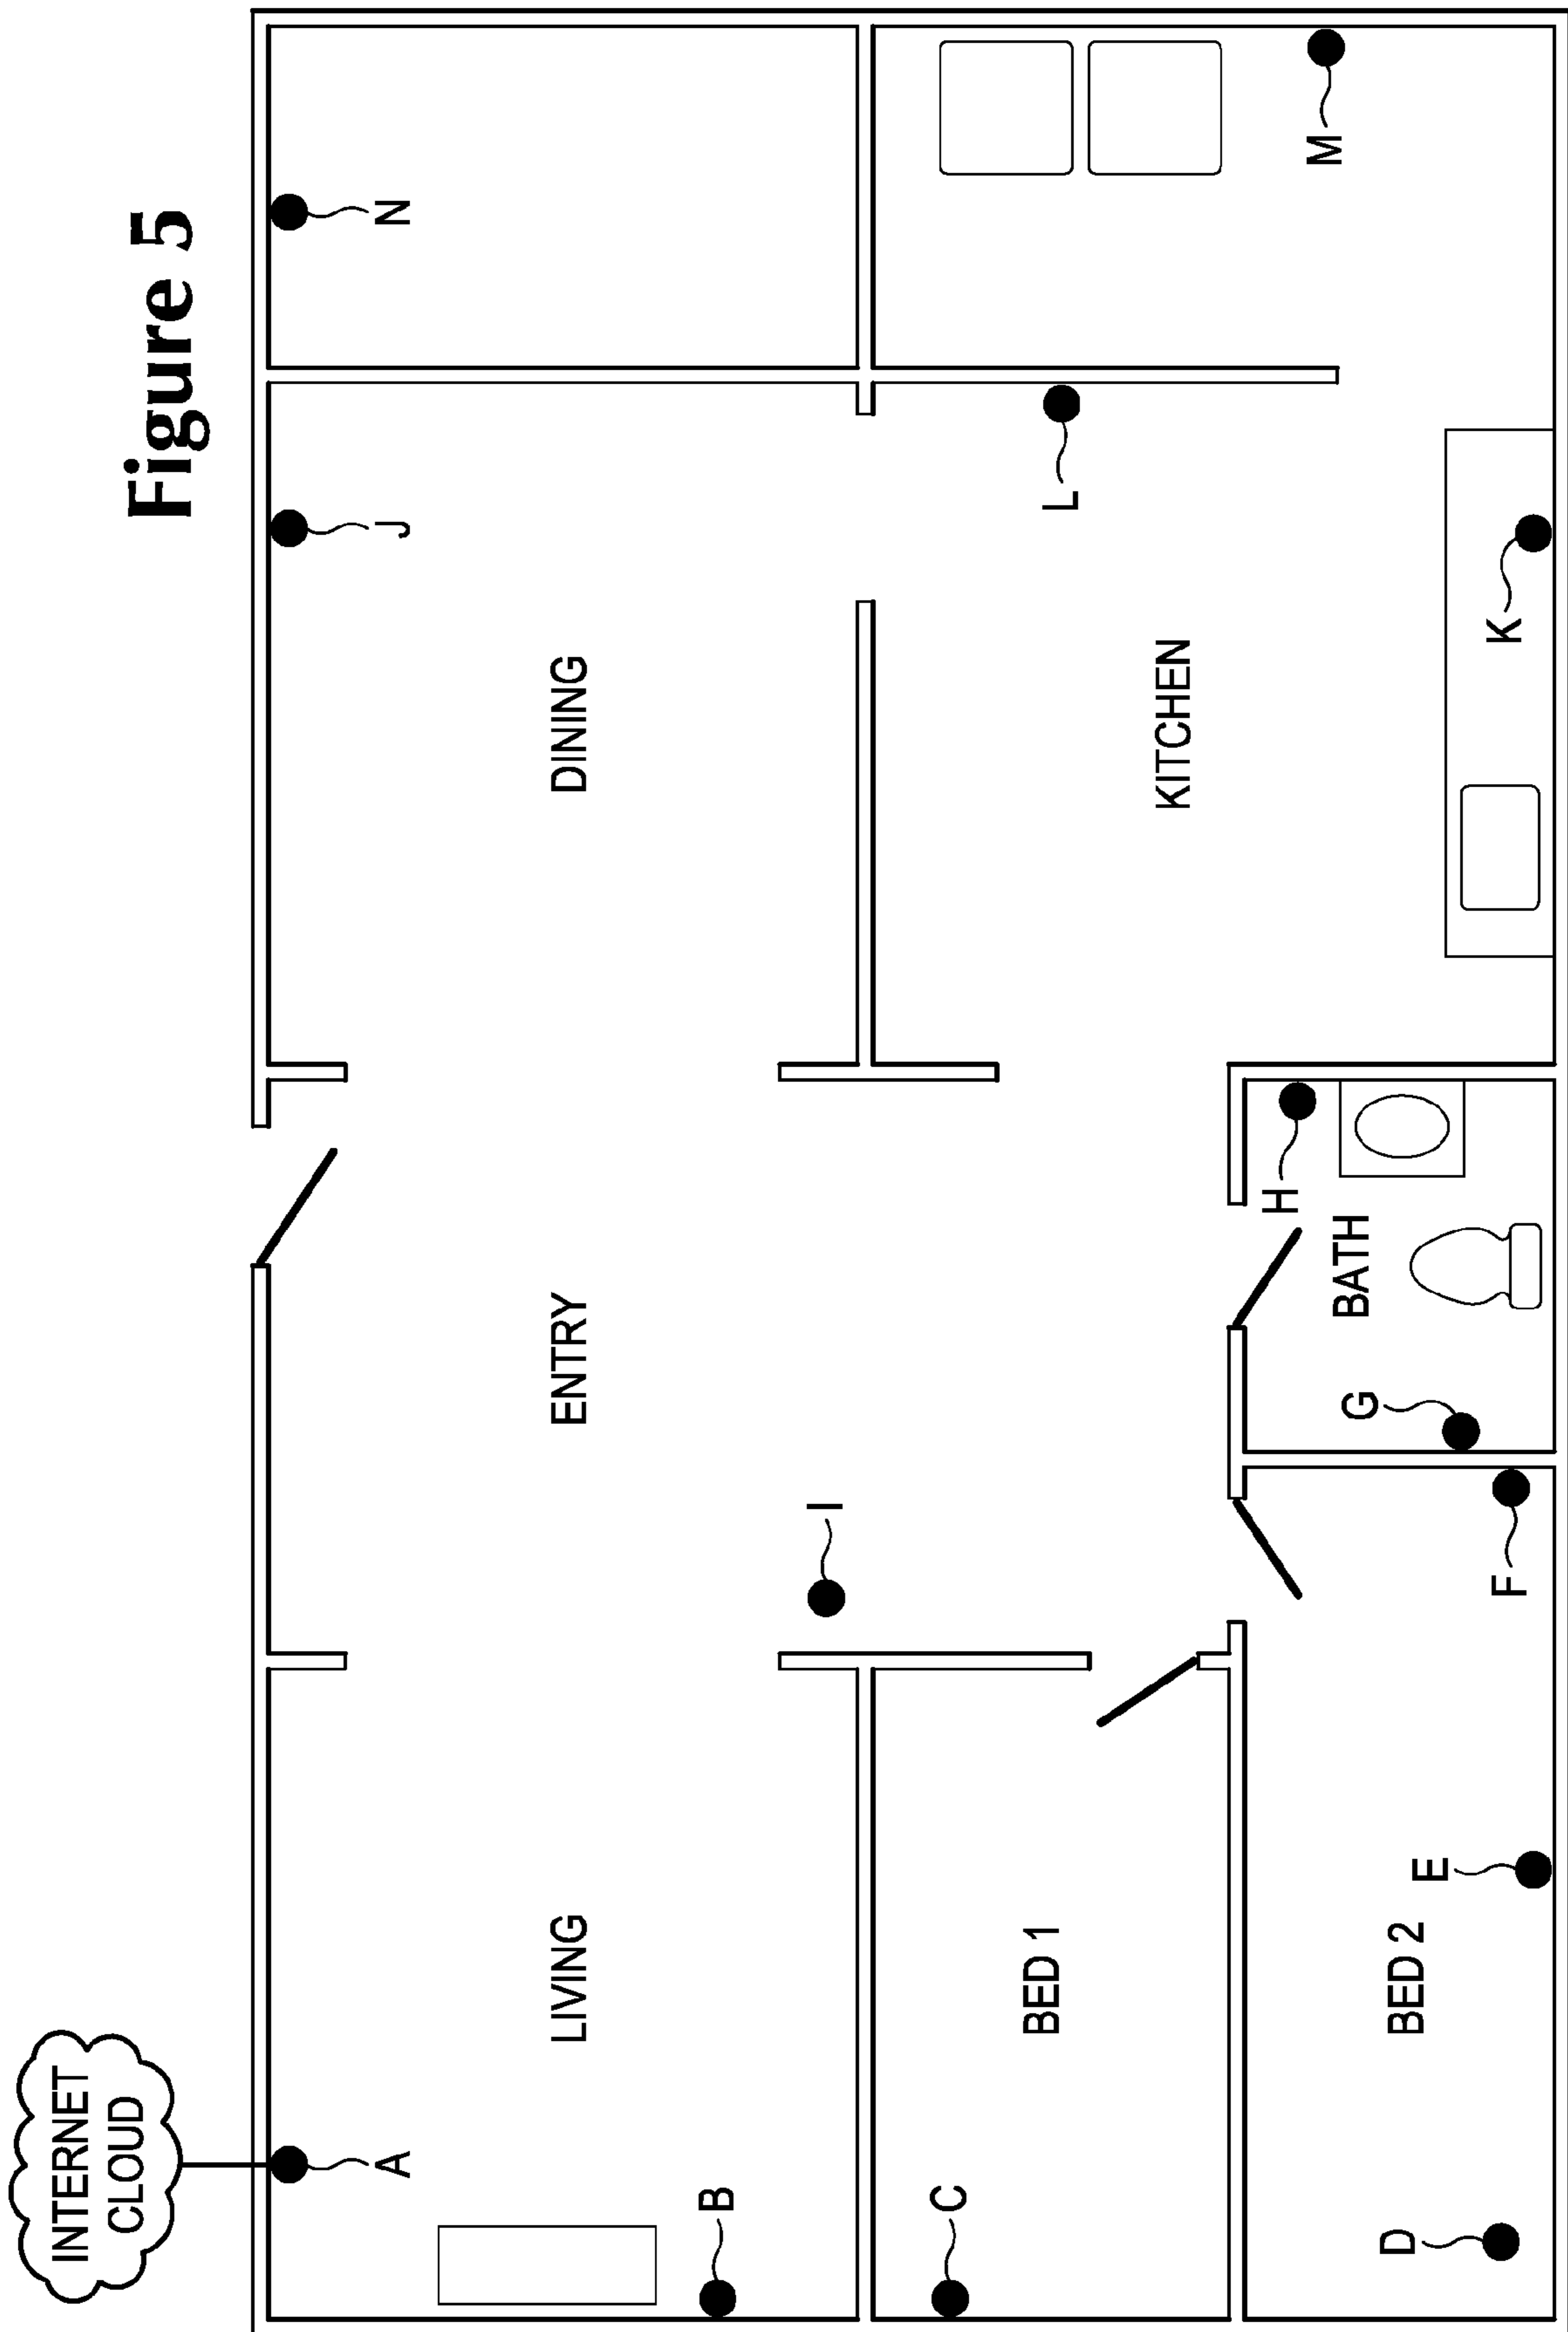 INTERNET
CLOUD
Figure 5
A
J
N
LIVING
ENTRY
DINING
B
I
C
BED 1
L
KITCHEN
H
M
BATH
G
D
BED 2
E
K
F